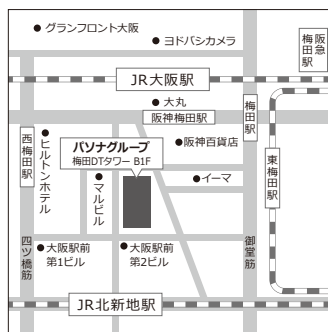 グランフロント大阪
ヨドバシカメラ
阪急
梅田駅
JR大阪駅
大丸
阪神梅田駅
梅田駅
西梅田駅
ヒルトンホテル
パソナグループ
梅田DTタワー B1F
阪神百貨店
マルビル
イーマ
東梅田駅
四ツ橋筋
大阪駅前
第1ビル
大阪駅前
第2ビル
御堂筋
JR北新地駅